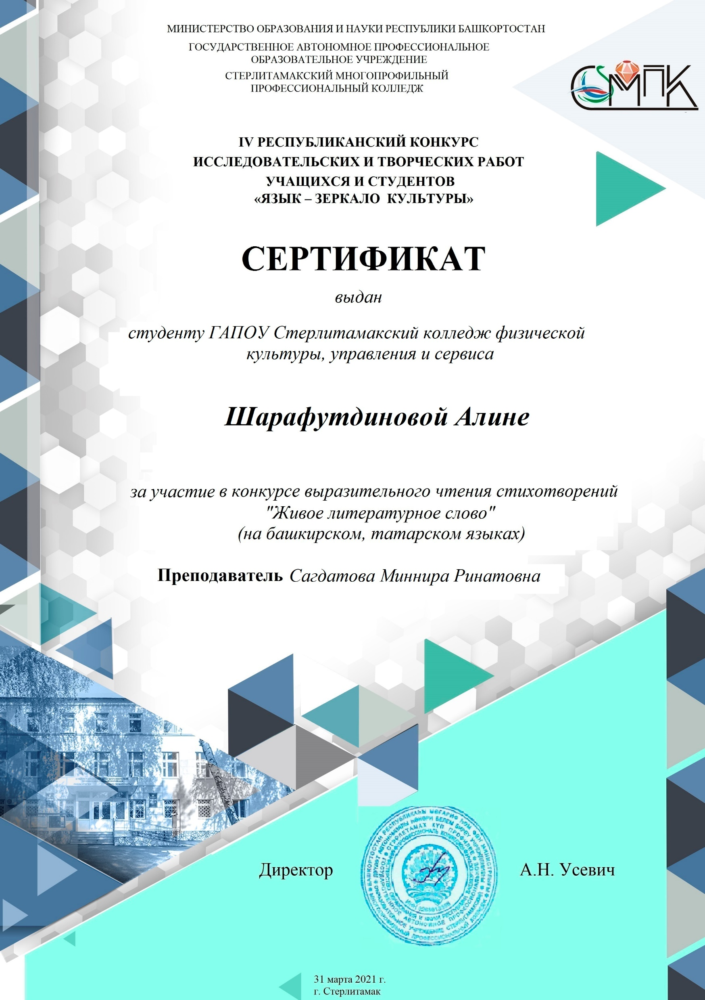 МИНИСТЕРСТВО ОБРАЗОВАНИЯ И НАУКИ РЕСПУБЛИКИ БАШКОРТОСТАН
ГОСУДАРСТВЕННОЕ АВТОНОМНОЕ ПРОФЕССИОНАЛЬНОЕ
ОБРАЗОВАТЕЛЬНОЕ УЧРЕЖДЕНИЕ
СТЕРЛИТАМАКСКИЙ МНОГОПРОФИЛЬНЫЙ
ПРОФЕССИОНАЛЬНЫЙ КОЛЛЕДЖ
СМПК
IV РЕСПУБЛИКАНСКИЙ КОНКУРС
ИССЛЕДОВАТЕЛЬСКИХ И ТВОРЧЕСКИХ РАБОТ
УЧАЩИХСЯ И СТУДЕНТОВ
«ЯЗЫК – ЗЕРКАЛО КУЛЬТУРЫ»
СЕРТИФИКАТ
выдан
студенту ГАПОУ Стерлитамакский колледж физической
культуры, управления и сервиса
Шарафутдиновой Алине
за участие в конкурсе выразительного чтения стихотворений
"Живое литературное слово"
(на башкирском, татарском языках)
Преподаватель Сагдатова Миннира Ринатовна
Директор
А.Н. Усевич
31 марта 2021 г.
г. Стерлитамак